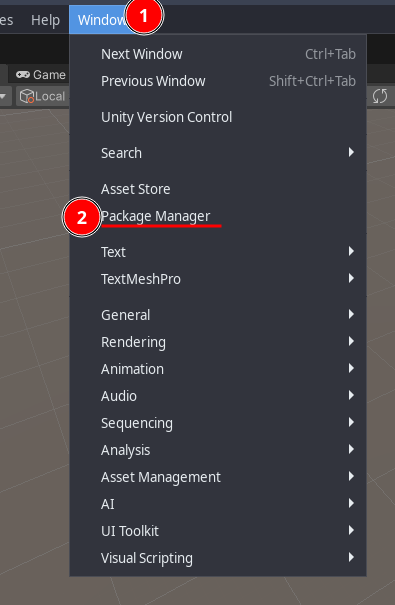 es Help Window 1
Next Window Ctrl+Tab
Game
Previous Window Shift+Ctrl+Tab
Local
Unity Version Control
Search
Asset Store
2 Package Manager
Text
TextMeshPro
General
Rendering
Animation
Audio
Sequencing
Analysis
Asset Management
AI
UI Toolkit
Visual Scripting